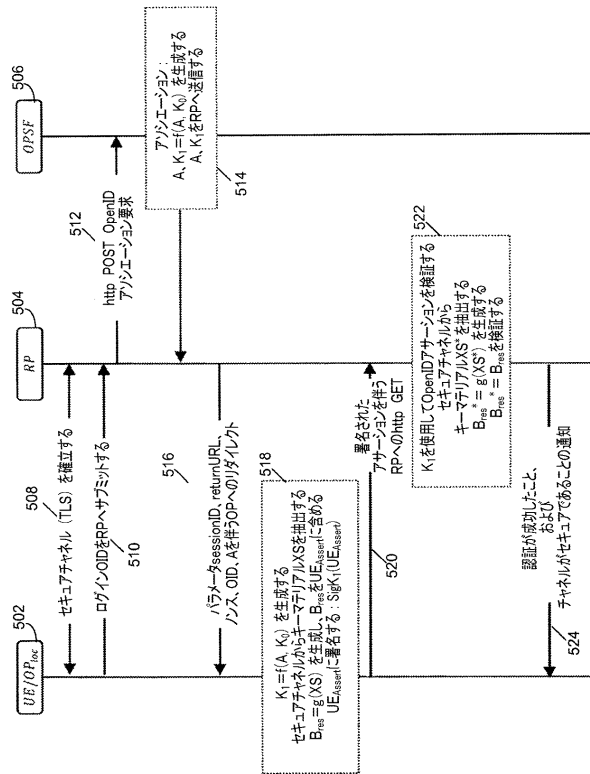 502
UE/OP_loc
504
RP
506
OPSF
508
セキュアチャネル（TLS）を確立する
510
ログインOIDをRPへサブミットする
512
http POST OpenID
アソシエーション要求
アソシエーション：
A、K₁=f(A, K₀) を生成する
A、K₁をRPへ送信する
514
516
パラメータsessionID、returnURL、
ノンス、OID、Aを伴うOPへのリダイレクト
518
K₁=f(A, K₀) を生成する
セキュアチャネルからキーマテリアルXSを抽出する
B_res=g(XS) を生成し、B_resをUE_Assertに含める
UE_Assertに署名する：SigK₁(UE_Assert)
署名された
アサーションを伴う
RPへのhttp GET
520
522
K₁を使用してOpenIDアサーションを検証する
セキュアチャネルから
キーマテリアルXS*を抽出する
B_res* = g(XS*) を生成する
B_res* = B_resを検証する
認証が成功したこと、
および
チャネルがセキュアであることの通知
524